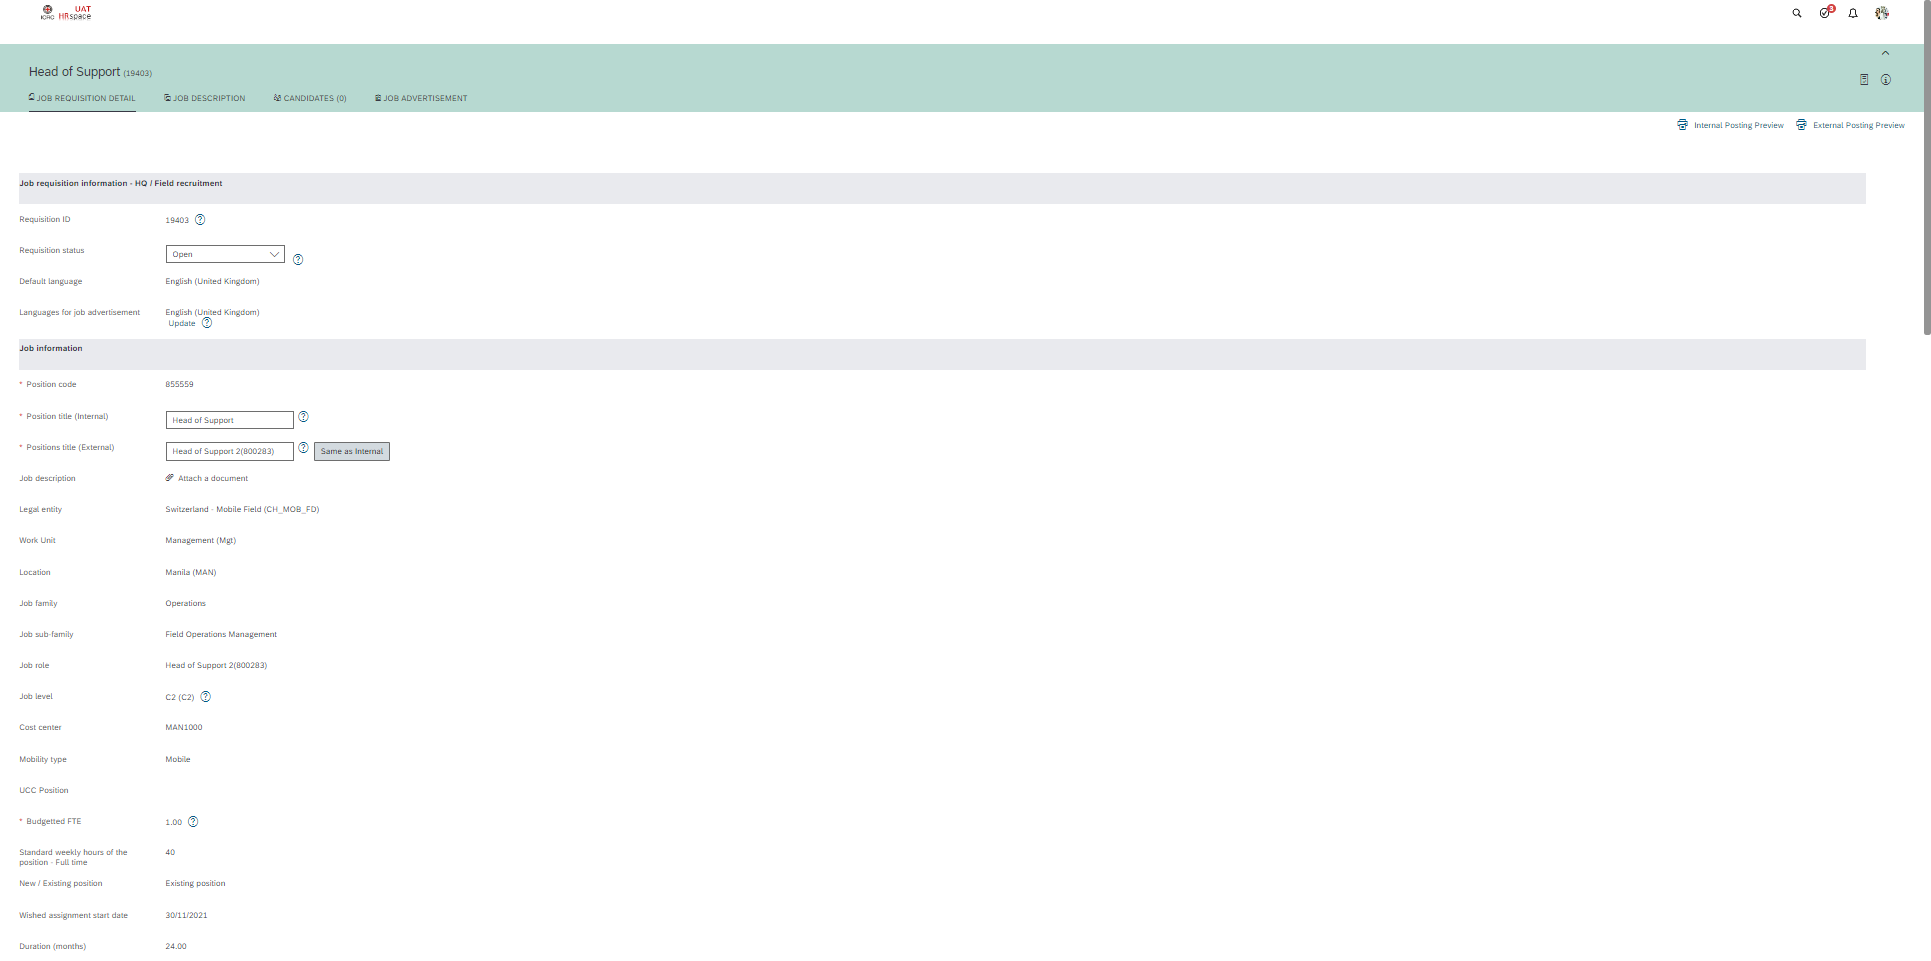 ICRC UAT HRspace
3
Head of Support (19403)
JOB REQUISITION DETAIL JOB DESCRIPTION CANDIDATES (0) JOB ADVERTISEMENT
Internal Posting Preview External Posting Preview
Job requisition information - HQ / Field recruitment
Requisition ID 19403
Requisition status Open
Default language English (United Kingdom)
Languages for job advertisement English (United Kingdom)
Update
Job information
* Position code 855559
* Position title (Internal) Head of Support
* Positions title (External) Head of Support 2(800283) Same as Internal
Job description Attach a document
Legal entity Switzerland - Mobile Field (CH_MOB_FD)
Work Unit Management (Mgt)
Location Manila (MAN)
Job family Operations
Job sub-family Field Operations Management
Job role Head of Support 2(800283)
Job level C2 (C2)
Cost center MAN1000
Mobility type Mobile
UCC Position
* Budgetted FTE 1.00
Standard weekly hours of the 40
position - Full time
New / Existing position Existing position
Wished assignment start date 30/11/2021
Duration (months) 24.00